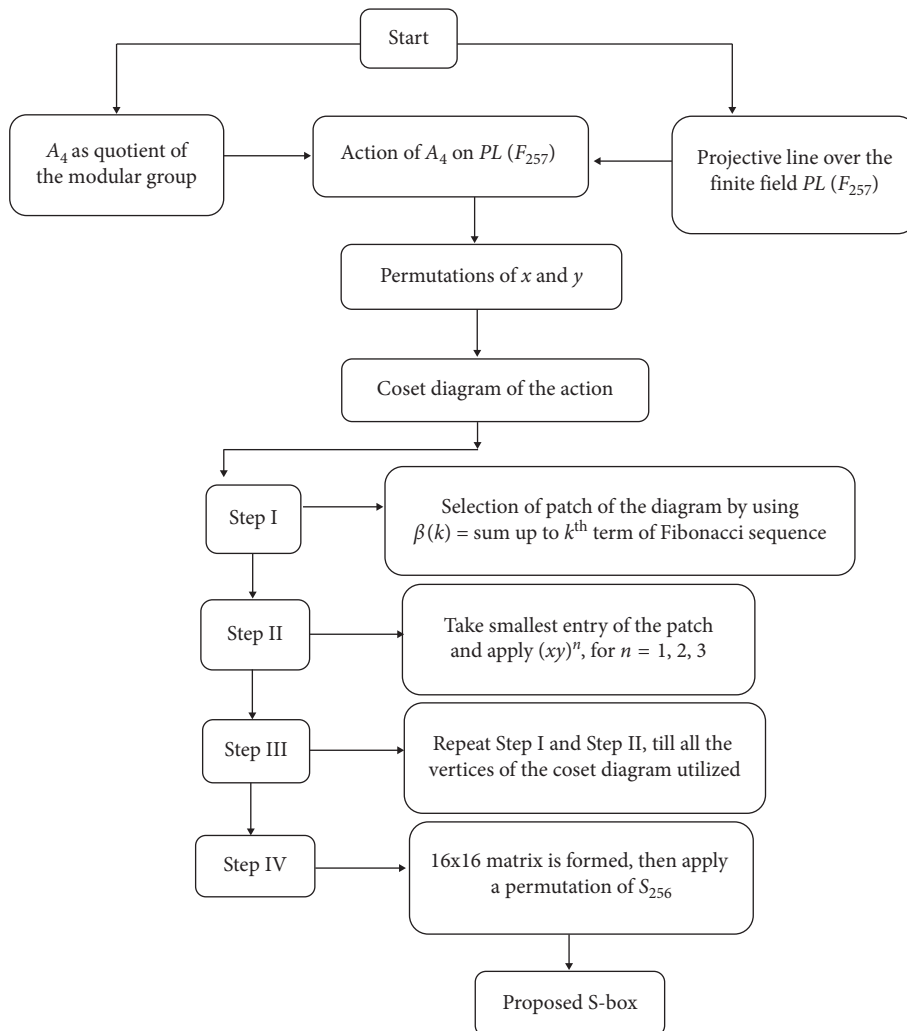 Start
A₄ as quotient of
the modular group
Action of A₄ on PL (F₂₅₇)
Projective line over the
finite field PL (F₂₅₇)
Permutations of x and y
Coset diagram of the action
Step I
Selection of patch of the diagram by using
β(k) = sum up to kᵗʰ term of Fibonacci sequence
Step II
Take smallest entry of the patch
and apply (xy)ⁿ, for n = 1, 2, 3
Step III
Repeat Step I and Step II, till all the
vertices of the coset diagram utilized
Step IV
16x16 matrix is formed, then apply
a permutation of S₂₅₆
Proposed S-box